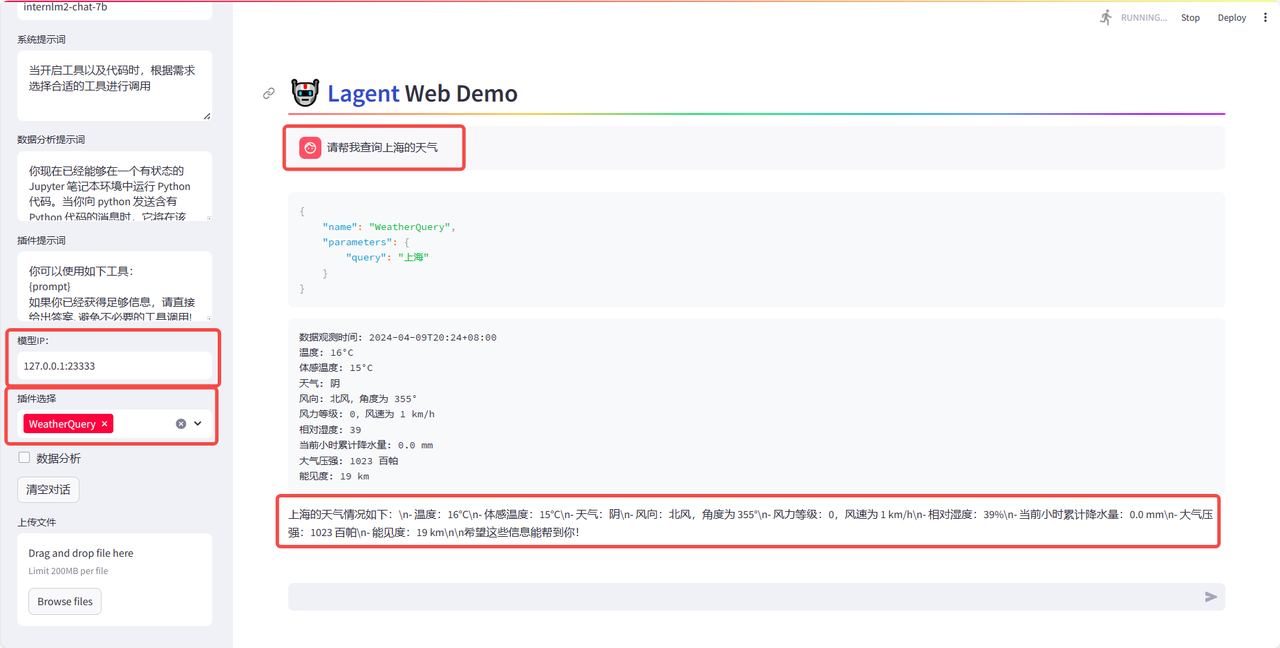 internlm2-chat-7b
系统提示词
当开启工具以及代码时，根据需求
选择合适的工具进行调用
数据分析提示词
你现在已经能够在一个有状态的
Jupyter 笔记本环境中运行 Python
代码。当你向 python 发送含有
Python 代码的消息时，它将在该
插件提示词
你可以使用如下工具：
{prompt}
如果你已经获得足够信息，请直接
给出答案. 避免不必要的工具调用!
模型IP：
127.0.0.1:23333
插件选择
WeatherQuery ×
数据分析
清空对话
上传文件
Drag and drop file here
Limit 200MB per file
Browse files
RUNNING... Stop Deploy
Lagent Web Demo
请帮我查询上海的天气
{
"name": "WeatherQuery",
"parameters": {
"query": "上海"
}
}
数据观测时间: 2024-04-09T20:24+08:00
温度: 16°C
体感温度: 15°C
天气: 阴
风向: 北风，角度为 355°
风力等级: 0，风速为 1 km/h
相对湿度: 39
当前小时累计降水量: 0.0 mm
大气压强: 1023 百帕
能见度: 19 km
上海的天气情况如下：\n- 温度：16°C\n- 体感温度：15°C\n- 天气：阴\n- 风向：北风，角度为 355°\n- 风力等级：0，风速为 1 km/h\n- 相对湿度：39%\n- 当前小时累计降水量：0.0 mm\n- 大气压
强：1023 百帕\n- 能见度：19 km\n\n希望这些信息能帮到你！